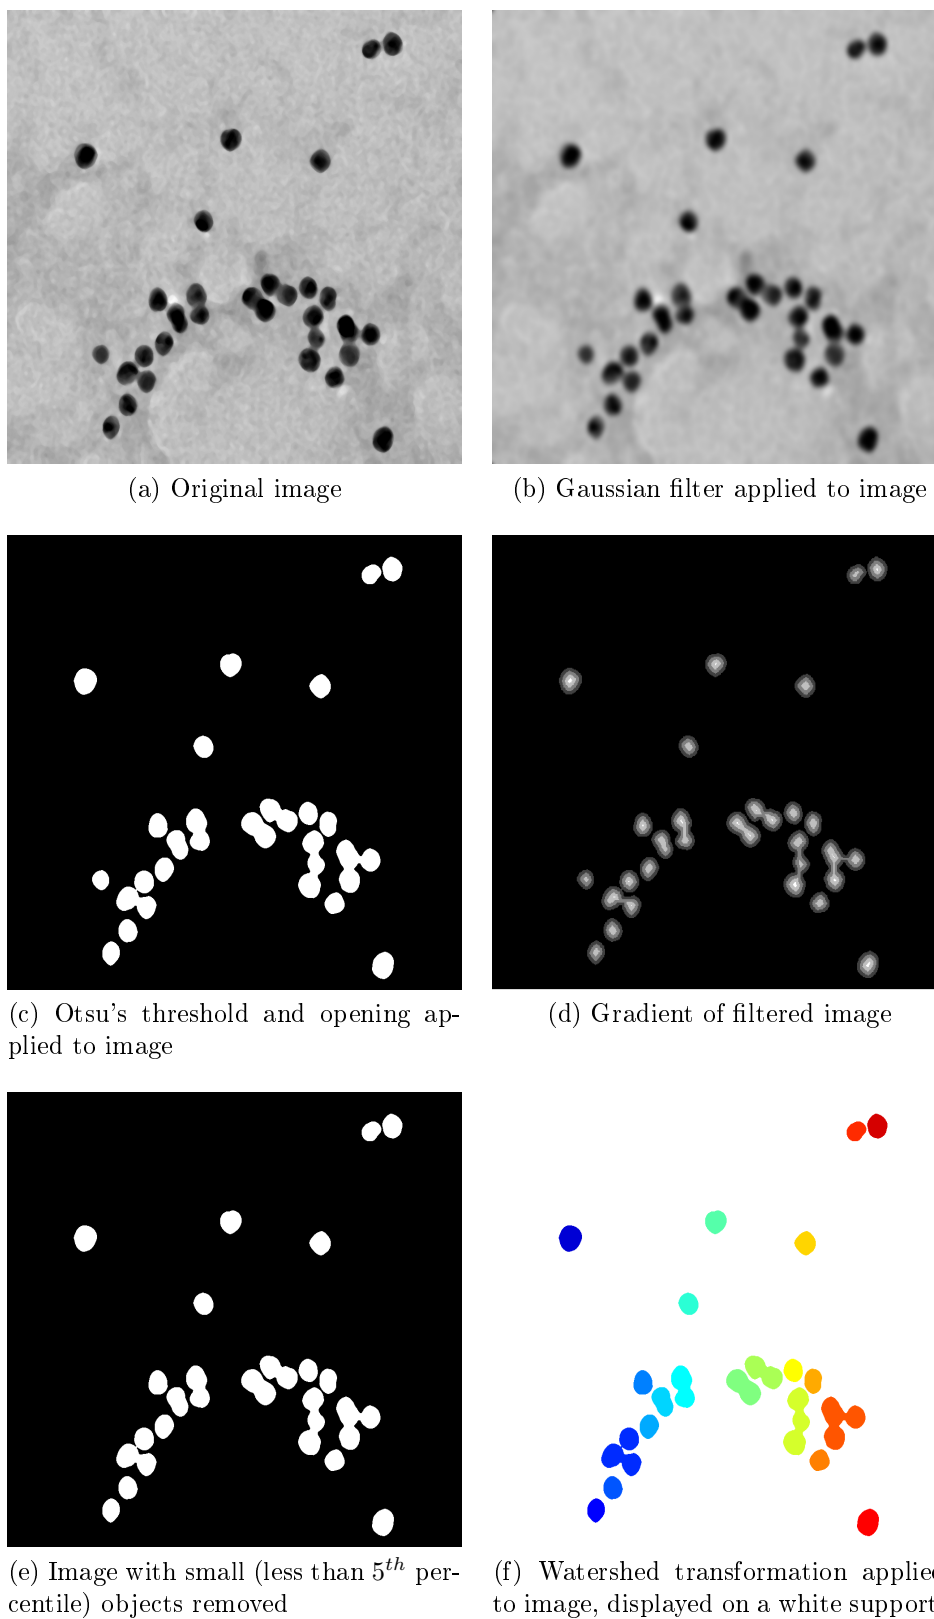 (a) Original image
(b) Gaussian filter applied to image
(c) Otsu's threshold and opening ap-
plied to image
(d) Gradient of filtered image
(e) Image with small (less than 5th per-
centile) objects removed
(f) Watershed transformation applied
to image, displayed on a white support